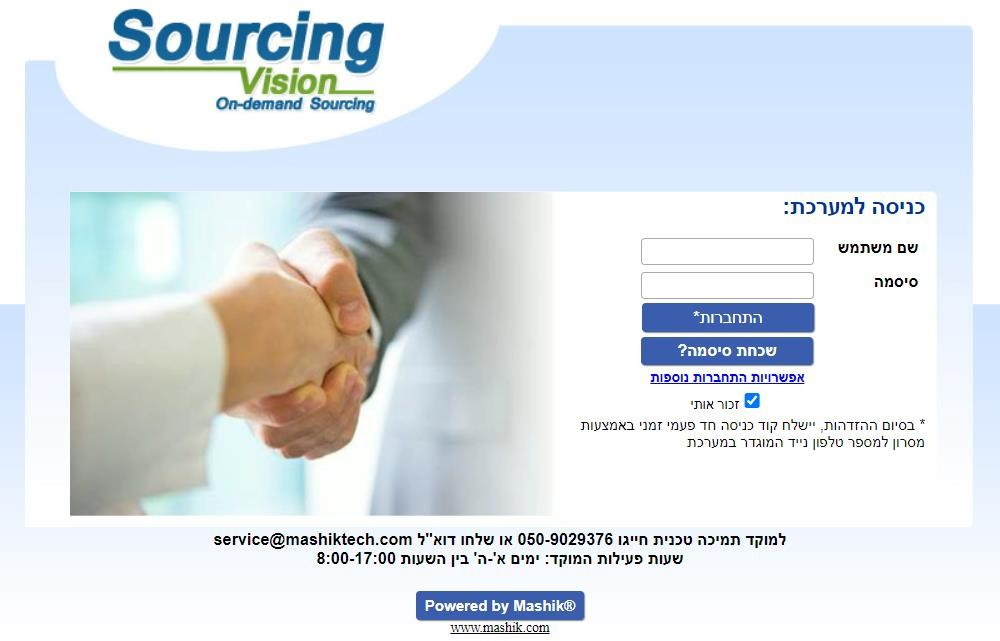 Sourcing
Vision
On-demand Sourcing
כניסה למערכת:
שם משתמש
סיסמה
התחברות*
שכחת סיסמה?
אפשרויות התחברות נוספות
זכור אותי
* בסיום ההזדהות, יישלח קוד כניסה חד פעמי זמני באמצעות
מסרון למספר טלפון נייד המוגדר במערכת
למוקד תמיכה טכנית חייגו 050-9029376 או שלחו דוא"ל service@mashiktech.com
שעות פעילות המוקד: ימים א'-ה' בין השעות 8:00-17:00
Powered by Mashik®
www.mashik.com